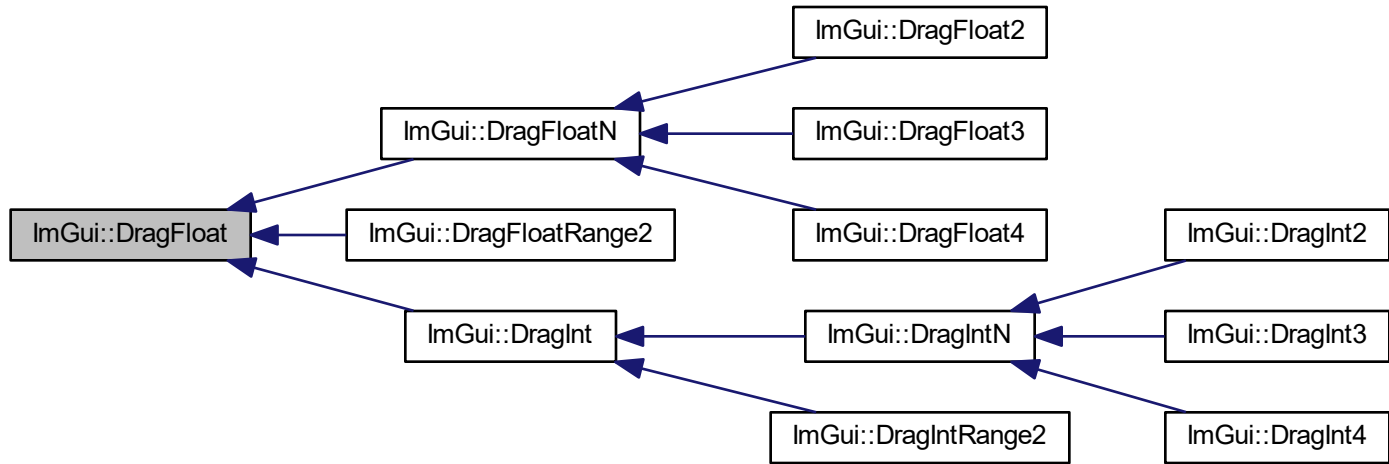 ImGui::DragFloat2
ImGui::DragFloatN
ImGui::DragFloat3
ImGui::DragFloat
ImGui::DragFloatRange2
ImGui::DragFloat4
ImGui::DragInt2
ImGui::DragInt
ImGui::DragIntN
ImGui::DragInt3
ImGui::DragIntRange2
ImGui::DragInt4